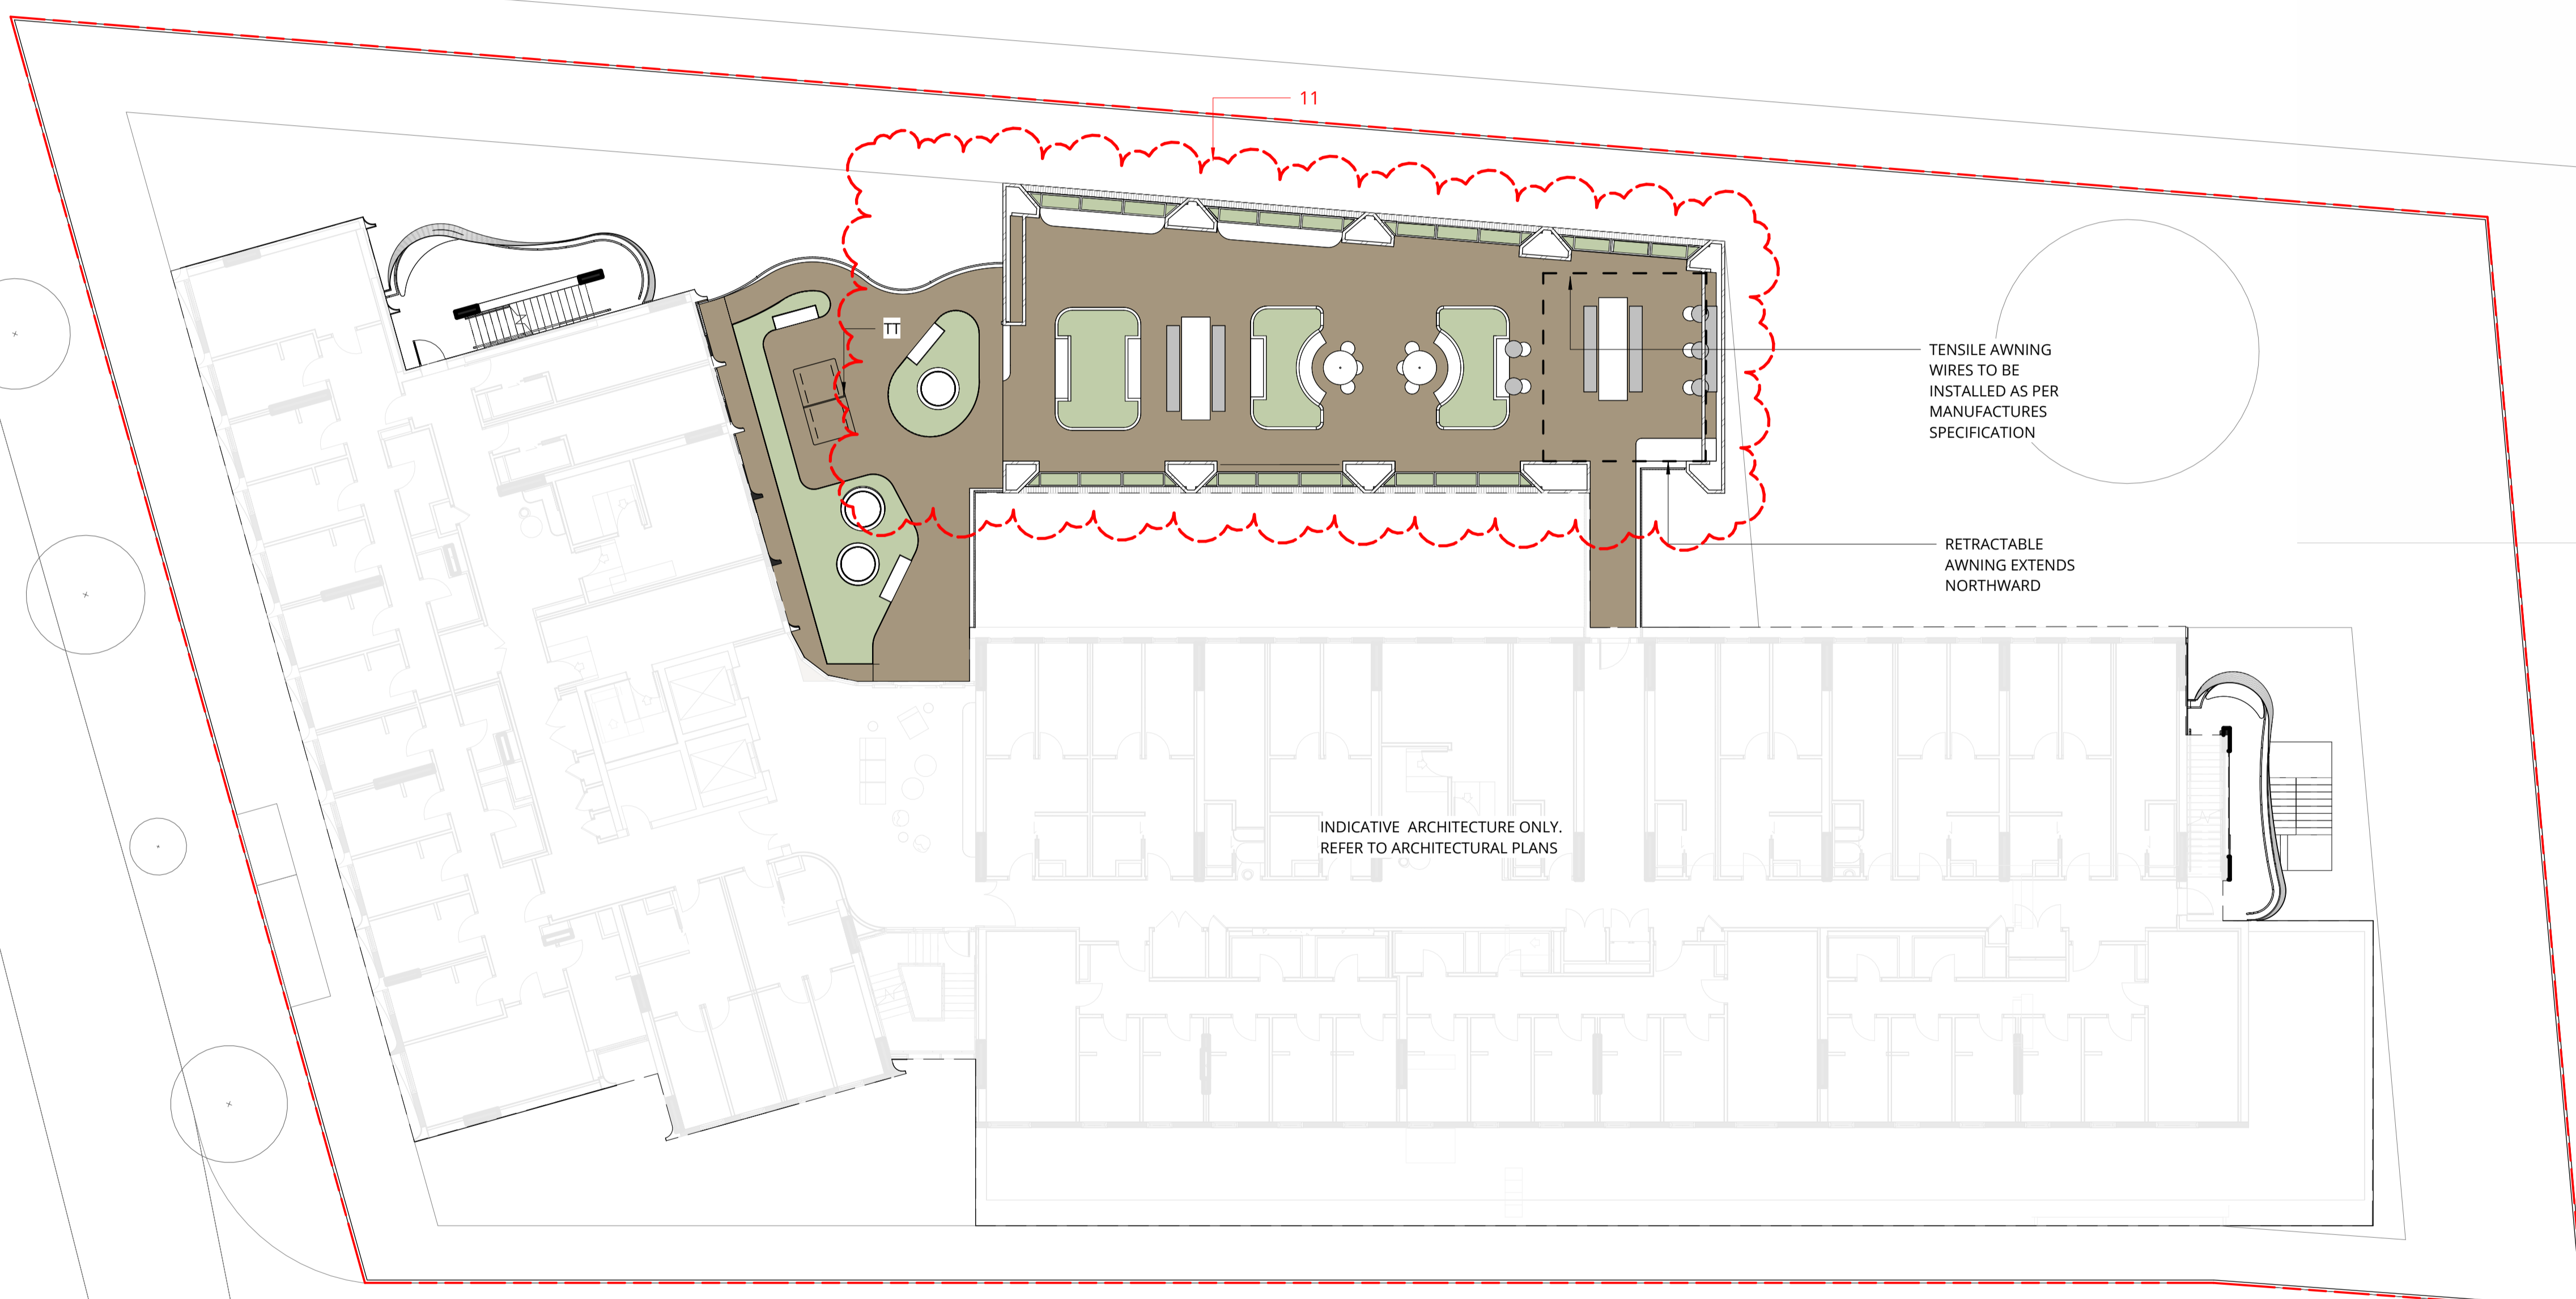 11
TT
TENSILE AWNING
WIRES TO BE
INSTALLED AS PER
MANUFACTURES
SPECIFICATION
RETRACTABLE
AWNING EXTENDS
NORTHWARD
INDICATIVE ARCHITECTURE ONLY.
REFER TO ARCHITECTURAL PLANS